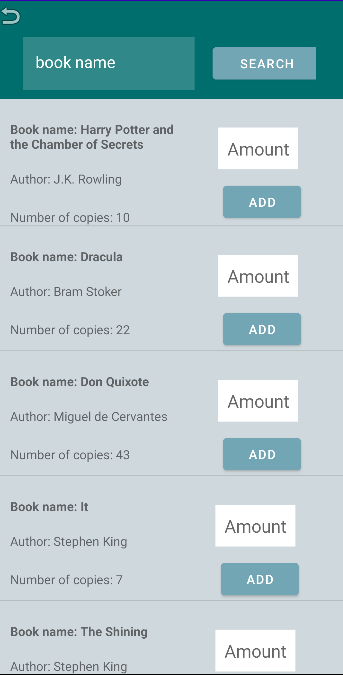 book name
SEARCH
Book name: Harry Potter and
the Chamber of Secrets
Amount
Author: J.K. Rowling
ADD
Number of copies: 10
Book name: Dracula
Amount
Author: Bram Stoker
ADD
Number of copies: 22
Book name: Don Quixote
Amount
Author: Miguel de Cervantes
ADD
Number of copies: 43
Book name: It
Amount
Author: Stephen King
ADD
Number of copies: 7
Book name: The Shining
Amount
Author: Stephen King